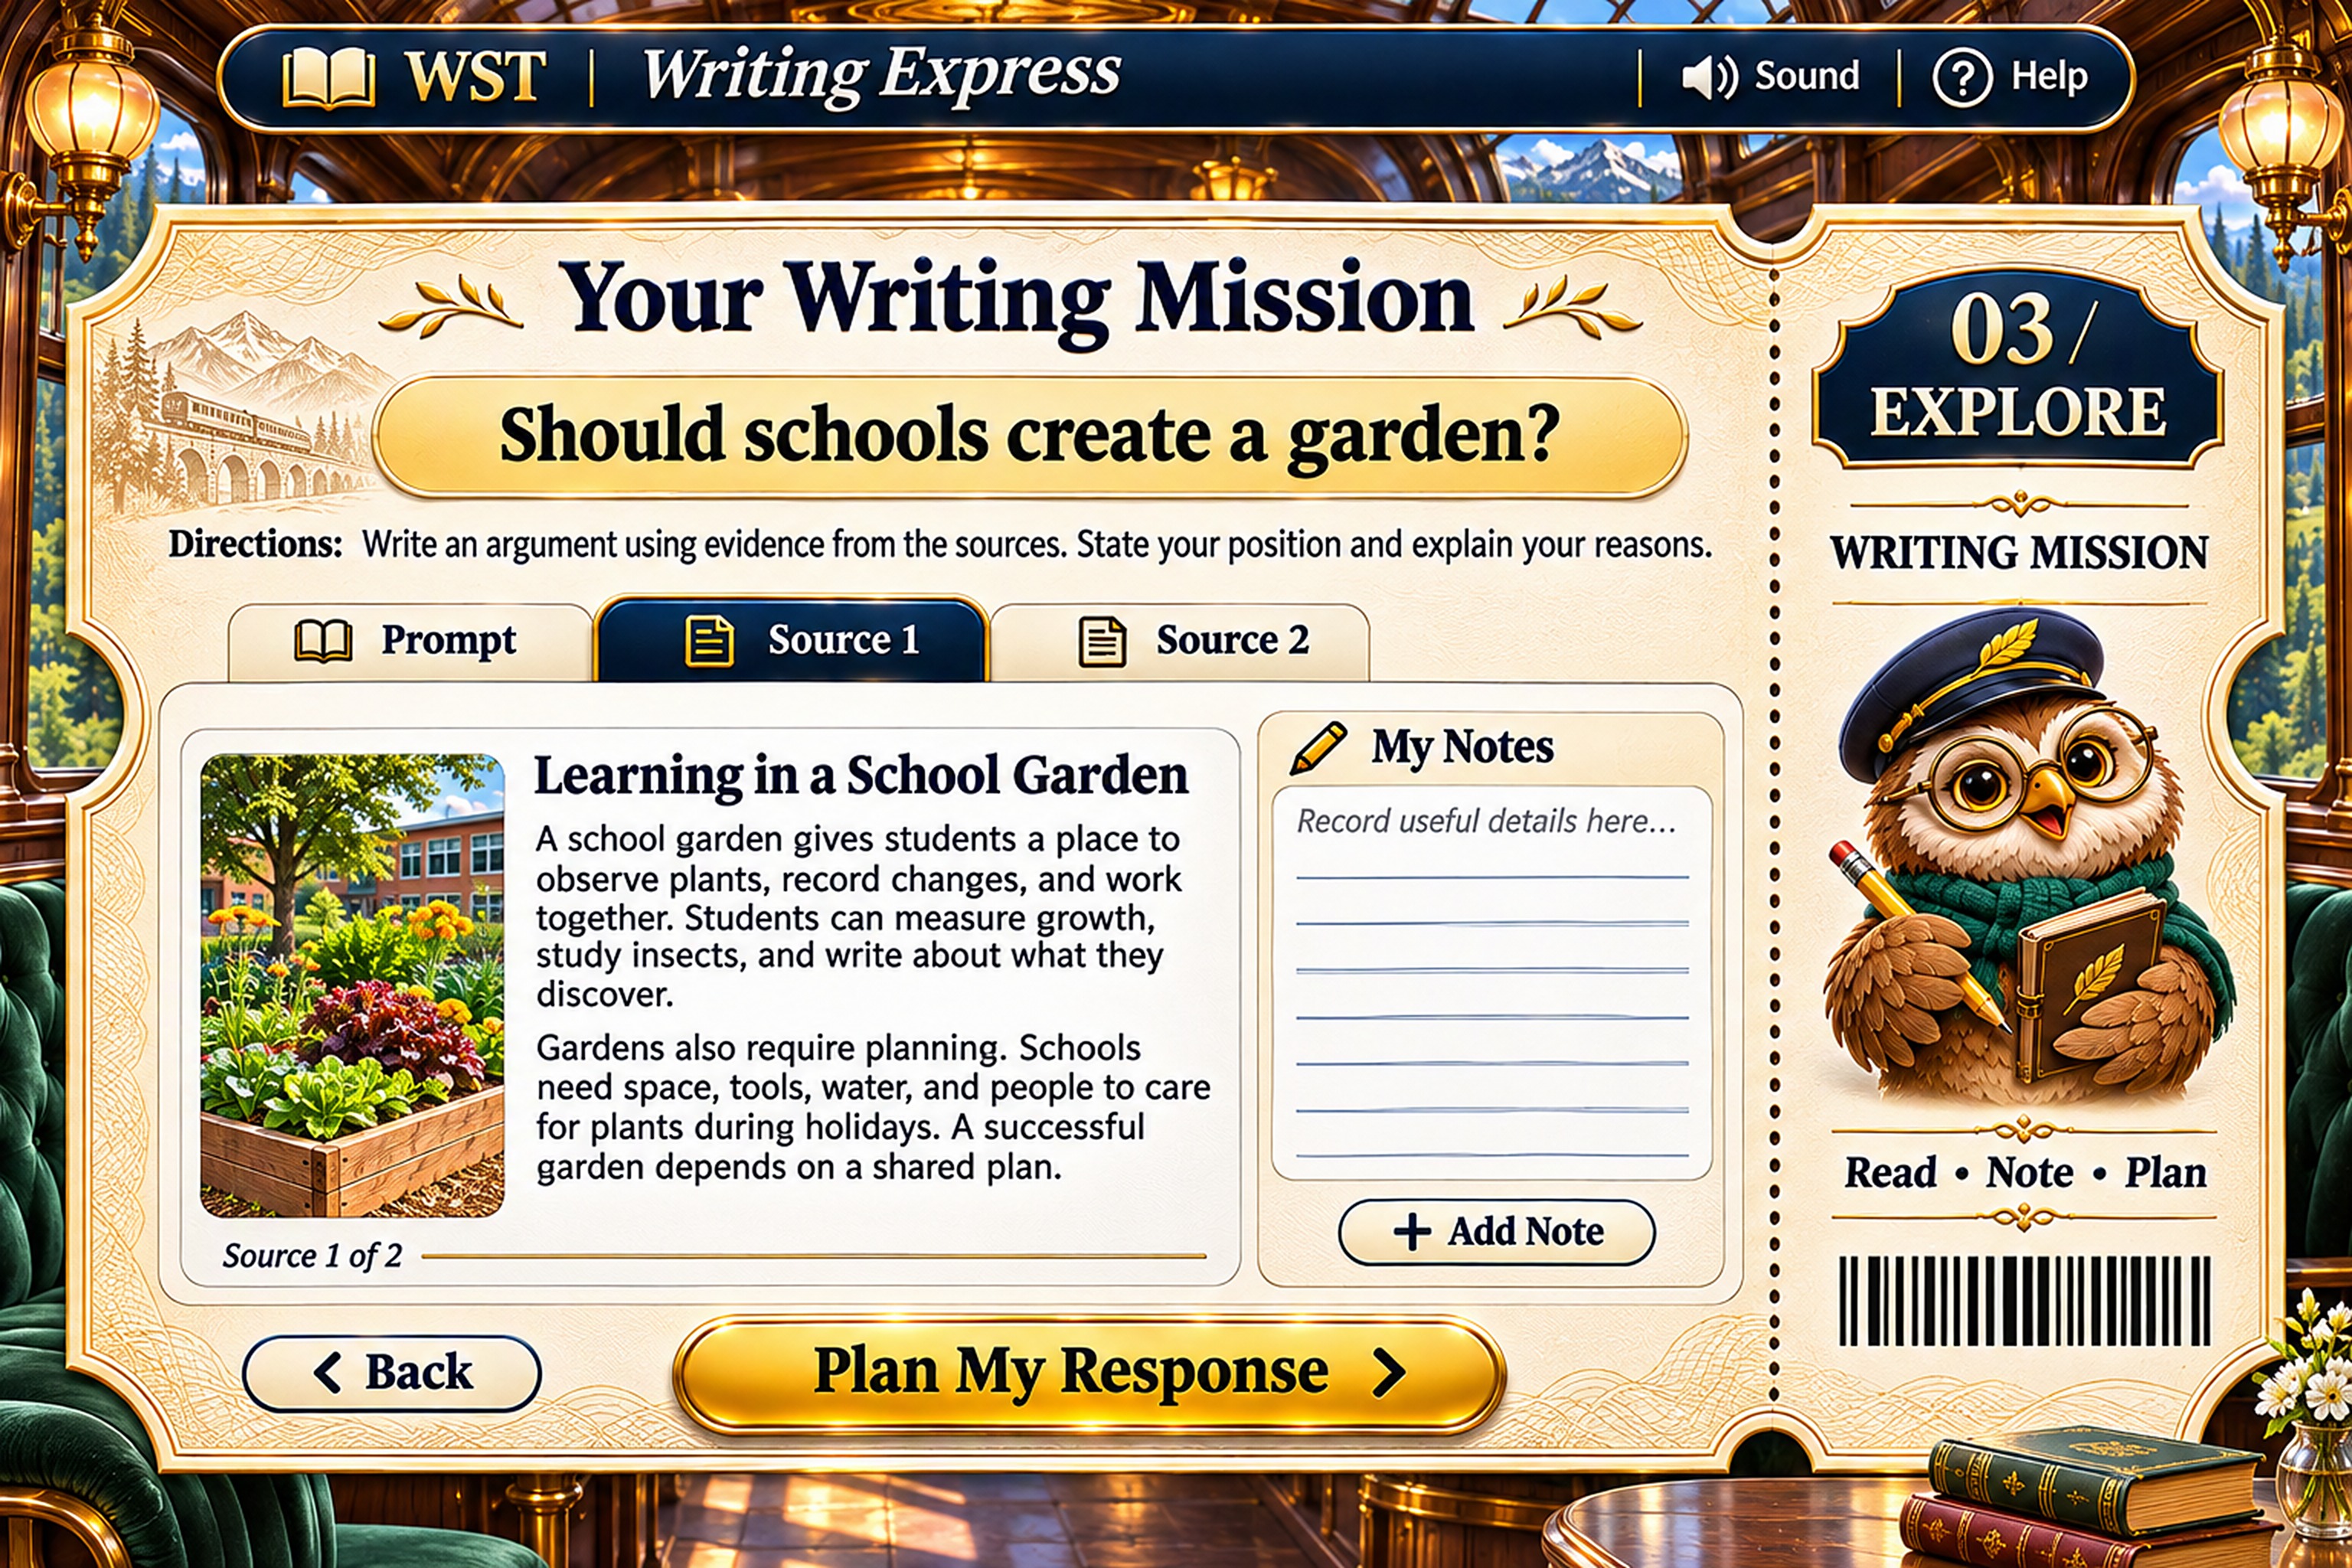 WST | Writing Express
Sound
Help
Your Writing Mission
Should schools create a garden?
Directions: Write an argument using evidence from the sources. State your position and explain your reasons.
Prompt
Source 1
Source 2
Learning in a School Garden
A school garden gives students a place to
observe plants, record changes, and work
together. Students can measure growth,
study insects, and write about what they
discover.
Gardens also require planning. Schools
need space, tools, water, and people to care
for plants during holidays. A successful
garden depends on a shared plan.
Source 1 of 2
My Notes
Record useful details here...
+ Add Note
Back
Plan My Response
03 /
EXPLORE
WRITING MISSION
Read • Note • Plan